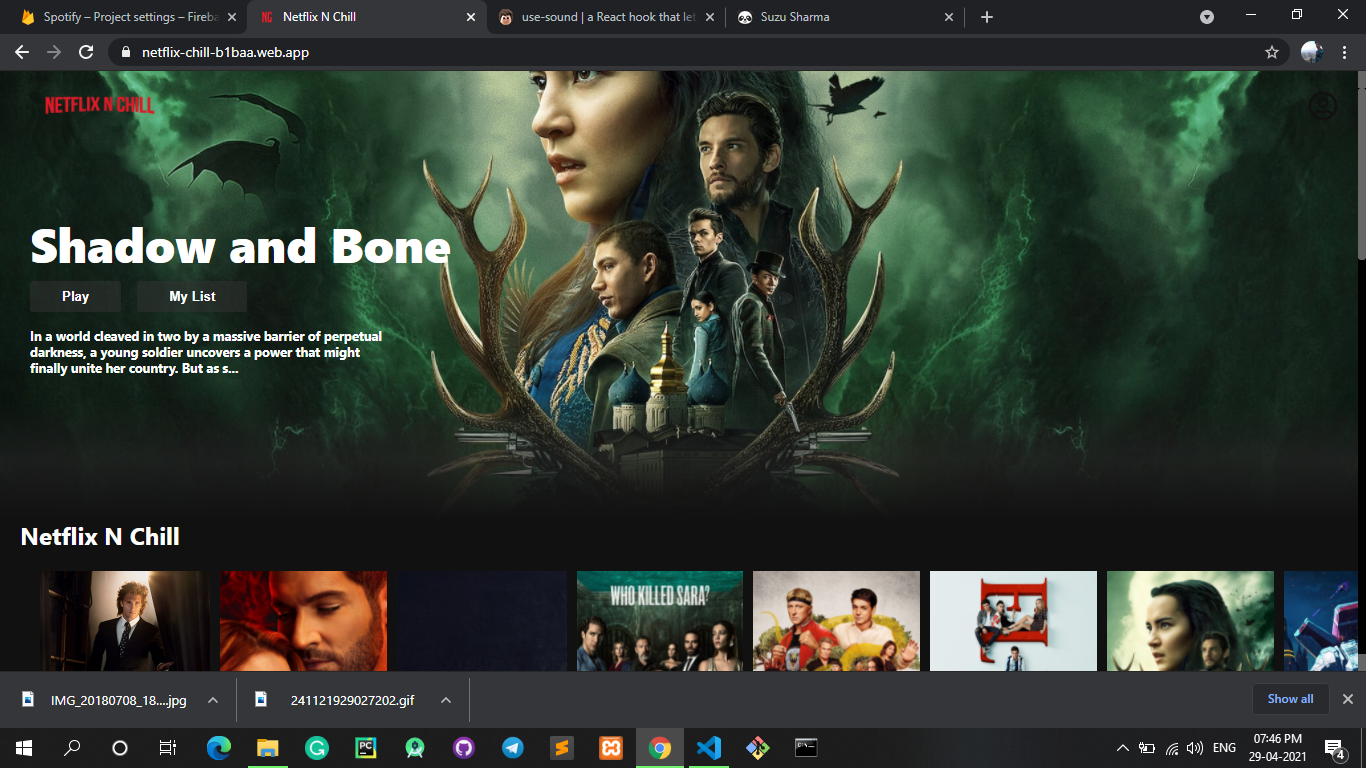 Spotify – Project settings – Fireba
Netflix N Chill
use-sound | a React hook that let
Suzu Sharma
netflix-chill-b1baa.web.app
NETFLIX N CHILL
Shadow and Bone
Play
My List
In a world cleaved in two by a massive barrier of perpetual
darkness, a young soldier uncovers a power that might
finally unite her country. But as s...
Netflix N Chill
WHO KILLED SARA?
IMG_20180708_18....jpg
241121929027202.gif
Show all
ENG
07:46 PM
29-04-2021
4